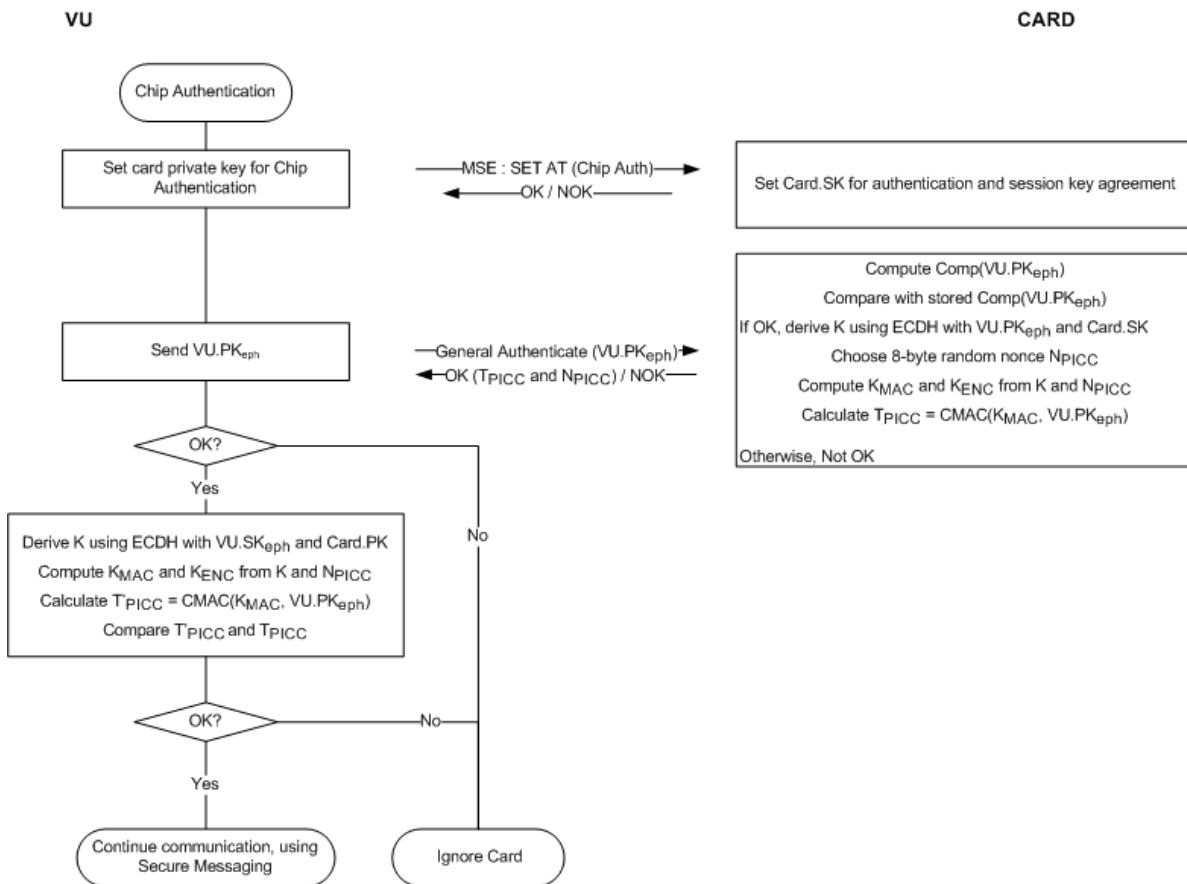 VU
CARD
Chip Authentication
Set card private key for Chip
Authentication
MSE : SET AT (Chip Auth)
OK / NOK
Set Card.SK for authentication and session key agreement
Send VU.PKeph
General Authenticate (VU.PKeph)
OK (TPICC and NPICC) / NOK
Compute Comp(VU.PKeph)
Compare with stored Comp(VU.PKeph)
If OK, derive K using ECDH with VU.PKeph and Card.SK
Choose 8-byte random nonce NPICC
Compute KMAC and KENC from K and NPICC
Calculate TPICC = CMAC(KMAC, VU.PKeph)
Otherwise, Not OK
OK?
Yes
No
Derive K using ECDH with VU.SKeph and Card.PK
Compute KMAC and KENC from K and NPICC
Calculate T'PICC = CMAC(KMAC, VU.PKeph)
Compare T'PICC and TPICC
OK?
No
Yes
Continue communication, using
Secure Messaging
Ignore Card